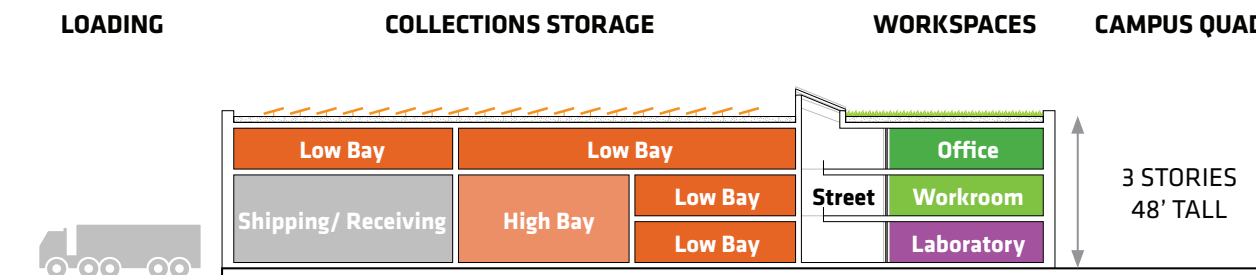 LOADING
COLLECTIONS STORAGE
WORKSPACES
CAMPUS QUAD
Low Bay
Low Bay
Office
Shipping/ Receiving
High Bay
Low Bay
Street
Workroom
Low Bay
Laboratory
3 STORIES
48’ TALL